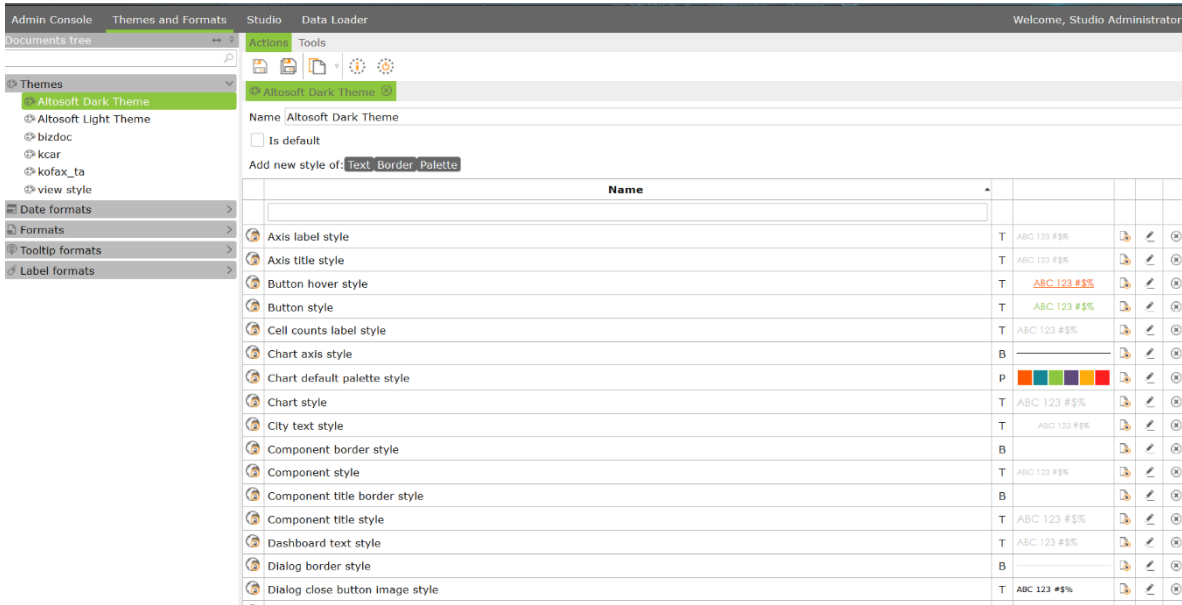 Admin Console Themes and Formats Studio Data Loader Welcome, Studio Administrator
Documents tree
Actions Tools
Themes
Altosoft Dark Theme
Altosoft Light Theme
bizdoc
kcar
kofax_ta
view style
Date formats
Formats
Tooltip formats
Label formats
Altosoft Dark Theme
Name Altosoft Dark Theme
Is default
Add new style of: Text Border Palette
Name
Axis label style T ABC 123 #$%
Axis title style T ABC 123 #$%
Button hover style T ABC 123 #$%
Button style T ABC 123 #$%
Cell counts label style T ABC 123 #$%
Chart axis style B
Chart default palette style P
Chart style T ABC 123 #$%
City text style T ABC 123 #$%
Component border style B
Component style T ABC 123 #$%
Component title border style B
Component title style T ABC 123 #$%
Dashboard text style T ABC 123 #$%
Dialog border style B
Dialog close button image style T ABC 123 #$%